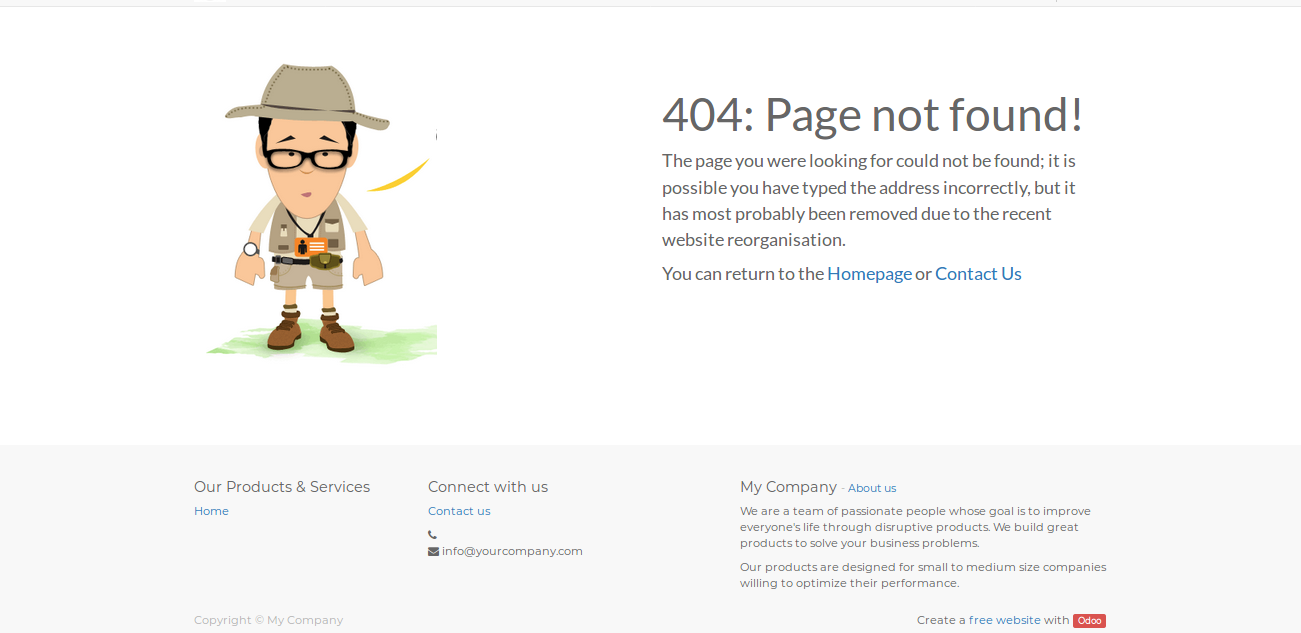 404: Page not found!
The page you were looking for could not be found; it is
possible you have typed the address incorrectly, but it
has most probably been removed due to the recent
website reorganisation.
You can return to the Homepage or Contact Us
Our Products & Services
Home
Connect with us
Contact us
info@yourcompany.com
My Company - About us
We are a team of passionate people whose goal is to improve
everyone's life through disruptive products. We build great
products to solve your business problems.
Our products are designed for small to medium size companies
willing to optimize their performance.
Copyright © My Company
Create a free website with Odoo